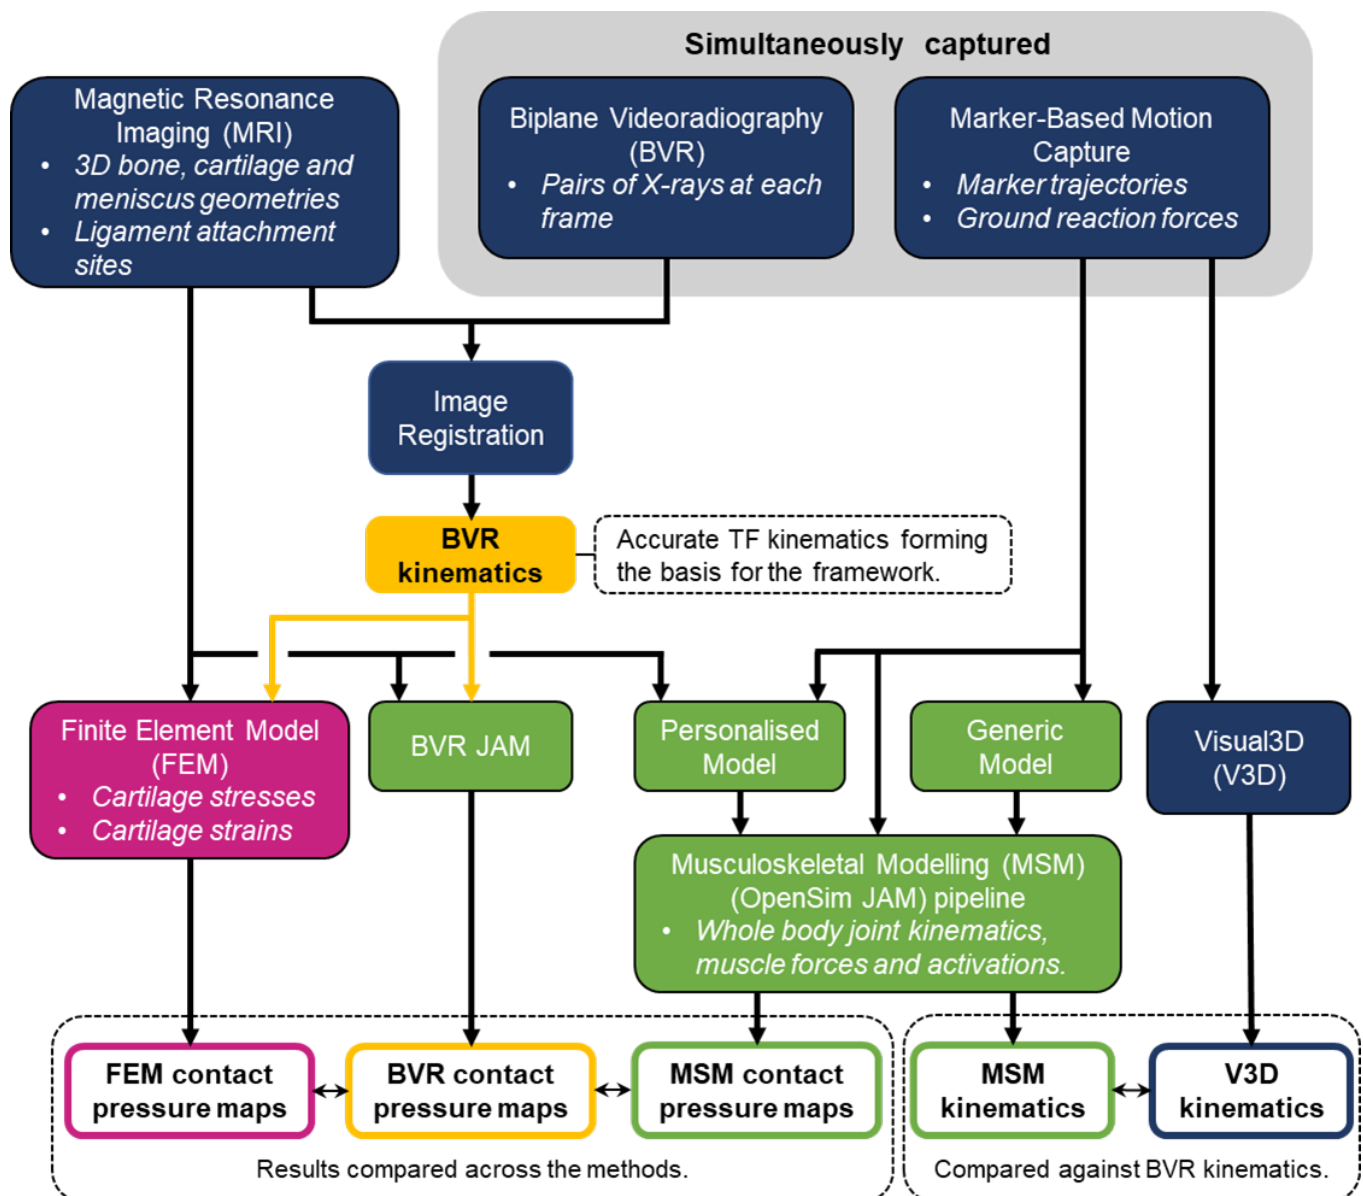 Simultaneously captured
Magnetic Resonance
Imaging (MRI)
• 3D bone, cartilage and
meniscus geometries
• Ligament attachment
sites
Biplane Videoradiography
(BVR)
• Pairs of X-rays at each
frame
Marker-Based Motion
Capture
• Marker trajectories
• Ground reaction forces
Image
Registration
BVR
kinematics
Accurate TF kinematics forming
the basis for the framework.
Finite Element Model
(FEM)
• Cartilage stresses
• Cartilage strains
BVR JAM
Personalised
Model
Generic
Model
Visual3D
(V3D)
Musculoskeletal Modelling (MSM)
(OpenSim JAM) pipeline
• Whole body joint kinematics,
muscle forces and activations.
FEM contact
pressure maps
BVR contact
pressure maps
MSM contact
pressure maps
MSM
kinematics
V3D
kinematics
Results compared across the methods.
Compared against BVR kinematics.